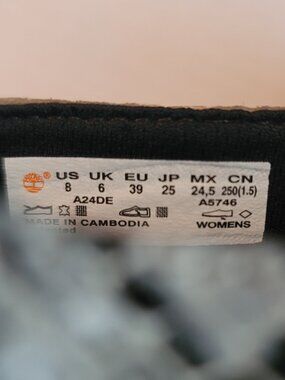 ® US UK EU JP MX CN
8 6 39 25 24,5 250(1.5)
A24DE A5746
MADE IN CAMBODIA WOMENS